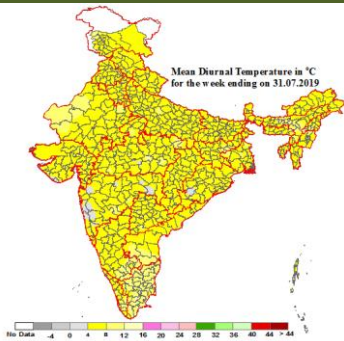 Mean Diurnal Temperature in °C
for the week ending on 31.07.2019
No Data -4 0 4 8 12 16 20 24 28 32 36 40 44 > 44